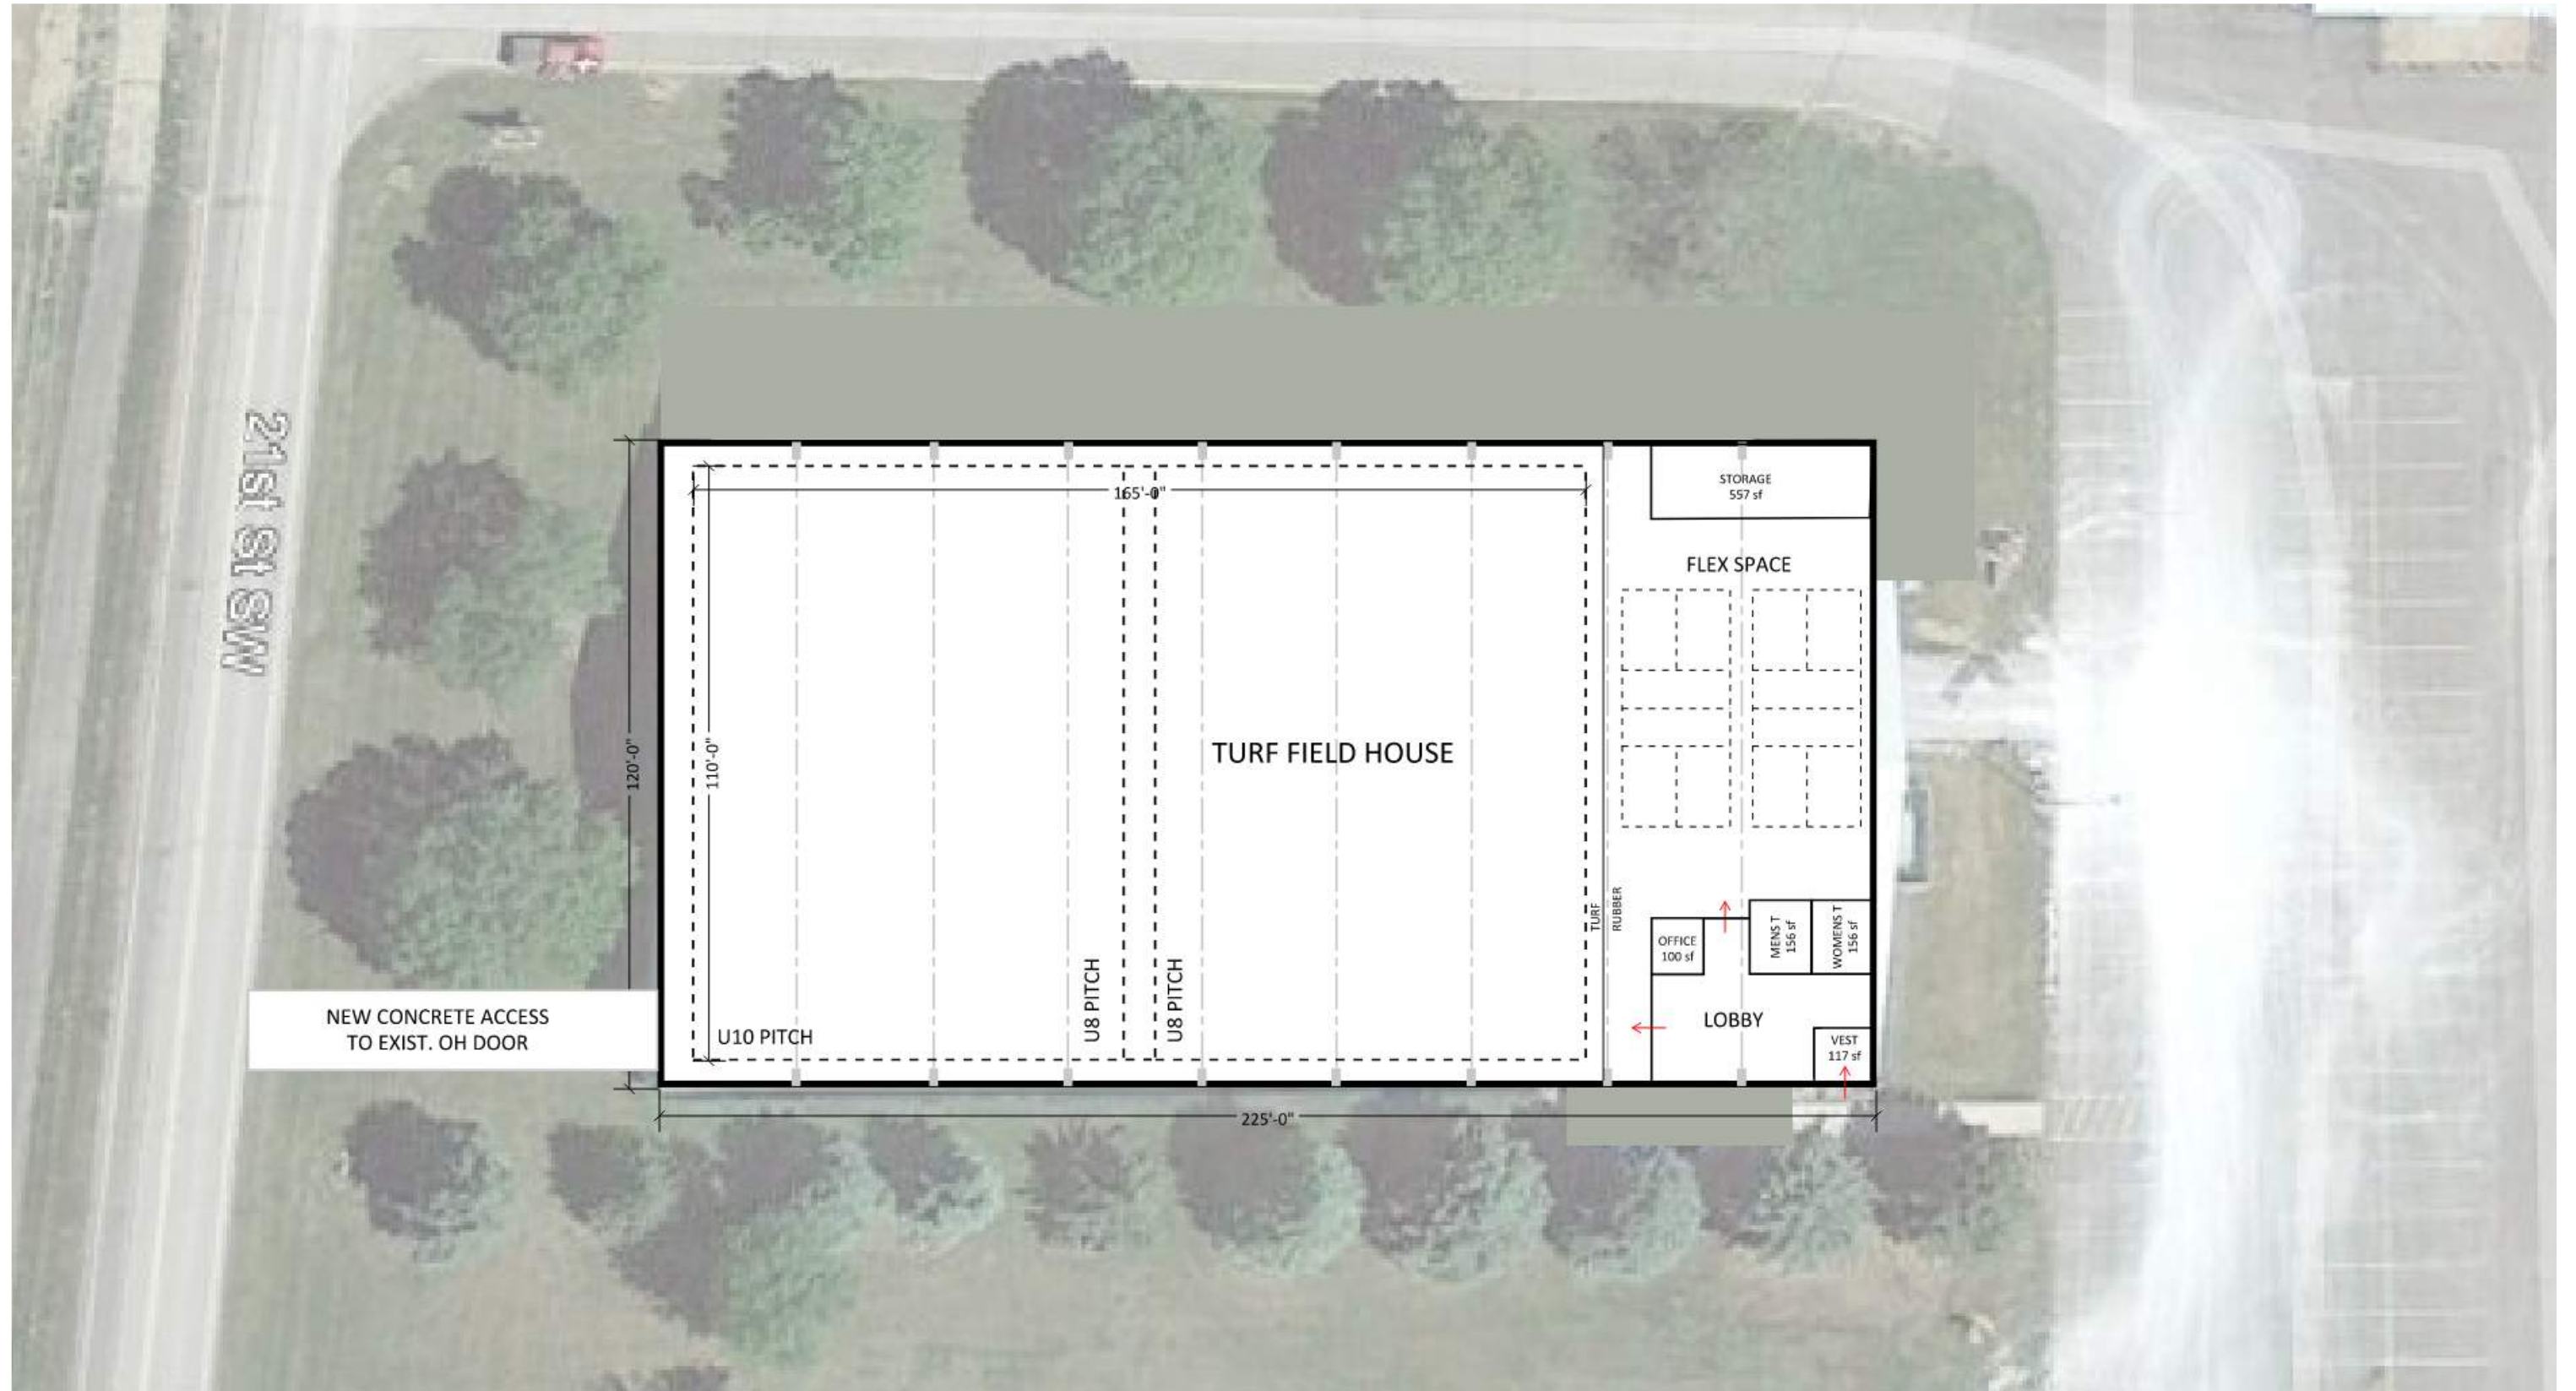 21st St SW
165'-0"
STORAGE
557 sf
FLEX SPACE
120'-0"
110'-0"
TURF FIELD HOUSE
TURF
RUBBER
OFFICE
100 sf
MENS T
156 sf
WOMENS T
156 sf
U8 PITCH
U8 PITCH
NEW CONCRETE ACCESS
TO EXIST. OH DOOR
U10 PITCH
LOBBY
VEST
117 sf
225'-0"